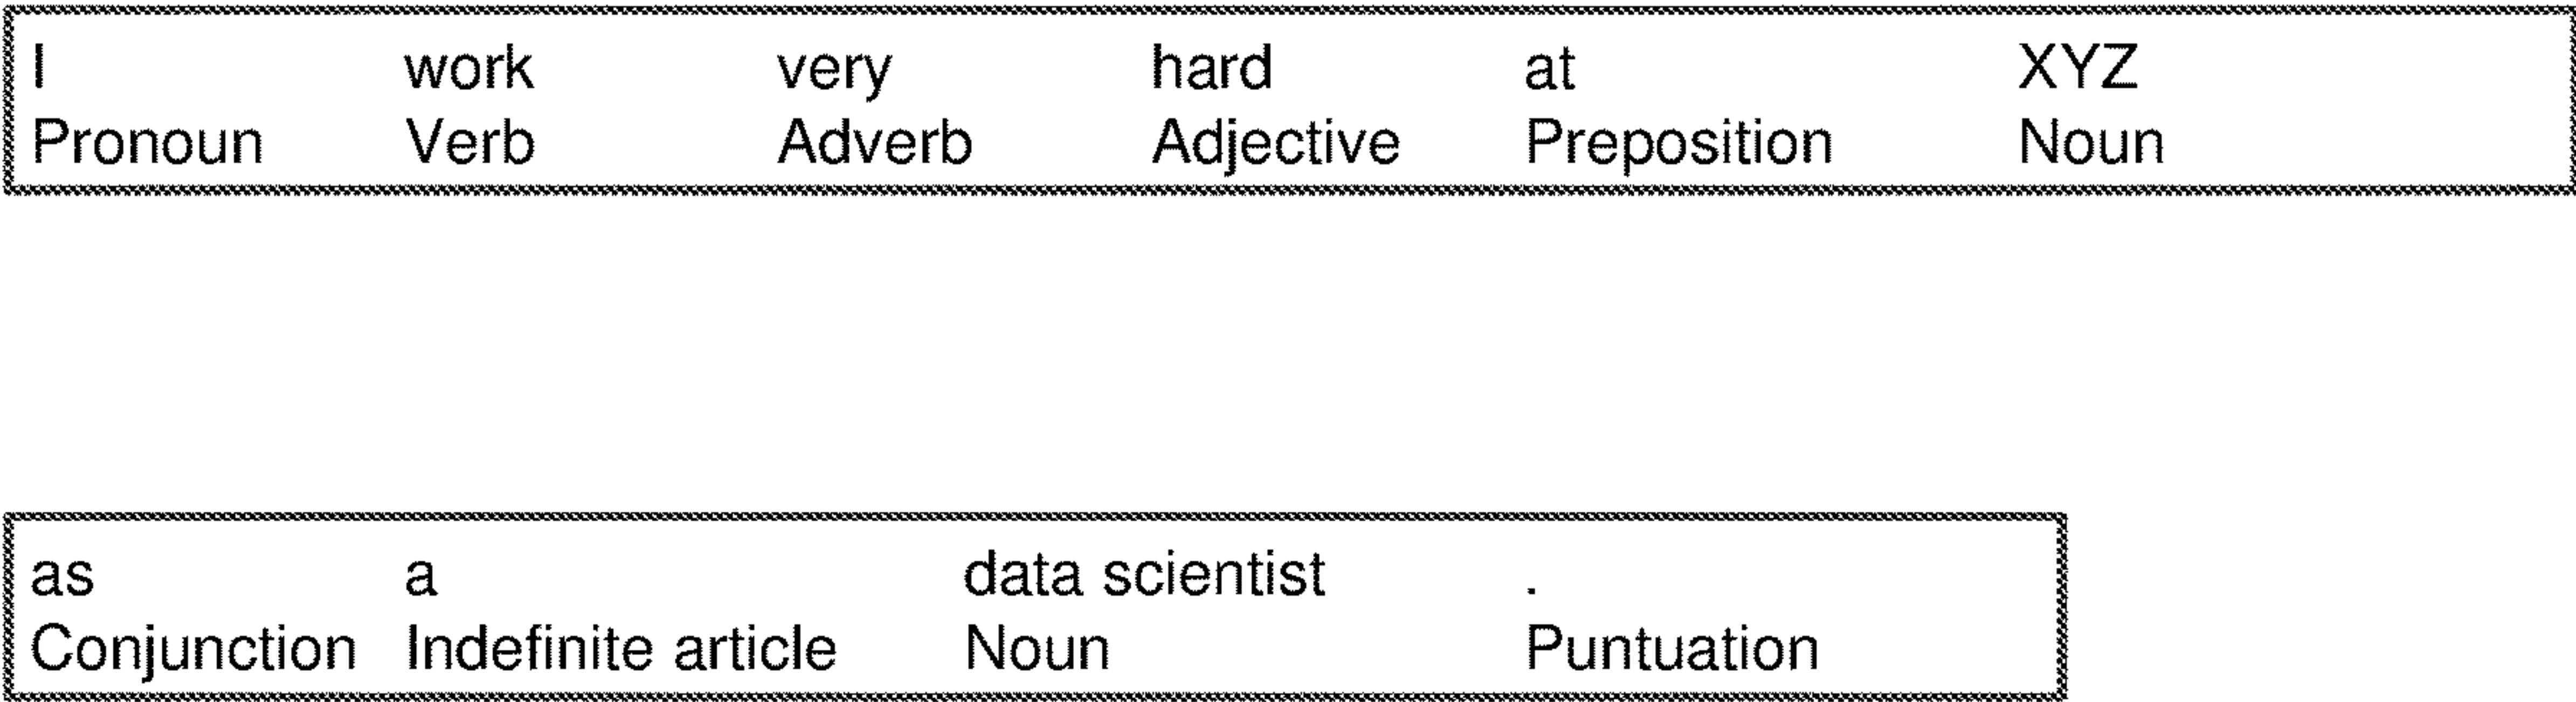 I work very hard at XYZ
Pronoun Verb Adverb Adjective Preposition Noun
as a data scientist .
Conjunction Indefinite article Noun Puntuation